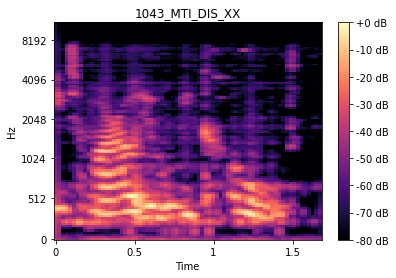 1043_MTI_DIS_XX
8192
4096
2048
1024
512
0
Hz
0
0.5
1
1.5
Time
+0 dB
-10 dB
-20 dB
-30 dB
-40 dB
-50 dB
-60 dB
-70 dB
-80 dB